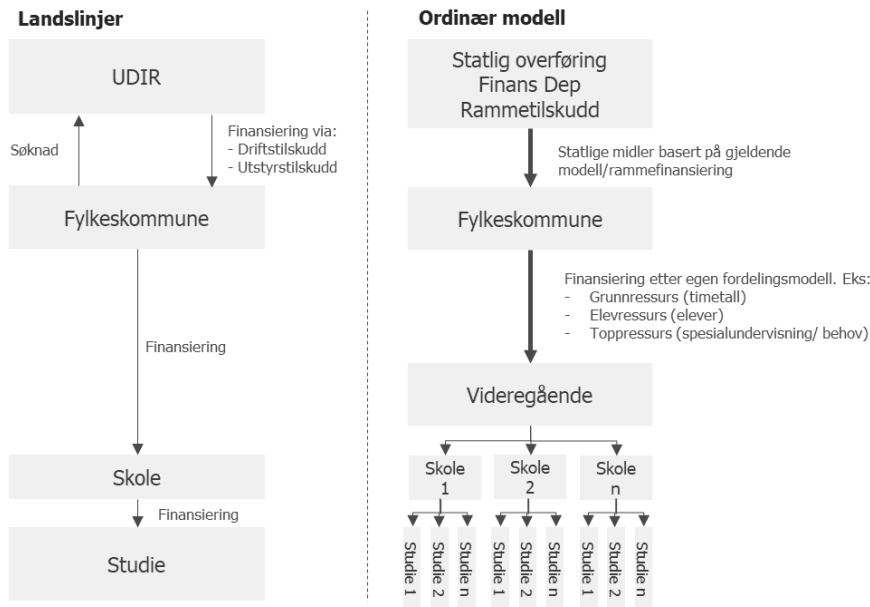 Landslinjer
UDIR
Søknad
Finansiering via:
- Driftstilskudd
- Utstyrstilskudd
Fylkeskommune
Finansiering
Skole
Finansiering
Studie
Ordinær modell
Statlig overføring
Finans Dep
Rammetilskudd
Statlige midler basert på gjeldende
modell/rammefinansiering
Fylkeskommune
Finansiering etter egen fordelingsmodell. Eks:
- Grunnressurs (timetall)
- Elevressurs (elever)
- Toppressurs (spesialundervisning/ behov)
Videregående
Skole
1
Skole
2
Skole
n
Studie 1
Studie 2
Studie n
Studie 1
Studie 2
Studie n
Studie 1
Studie 2
Studie n